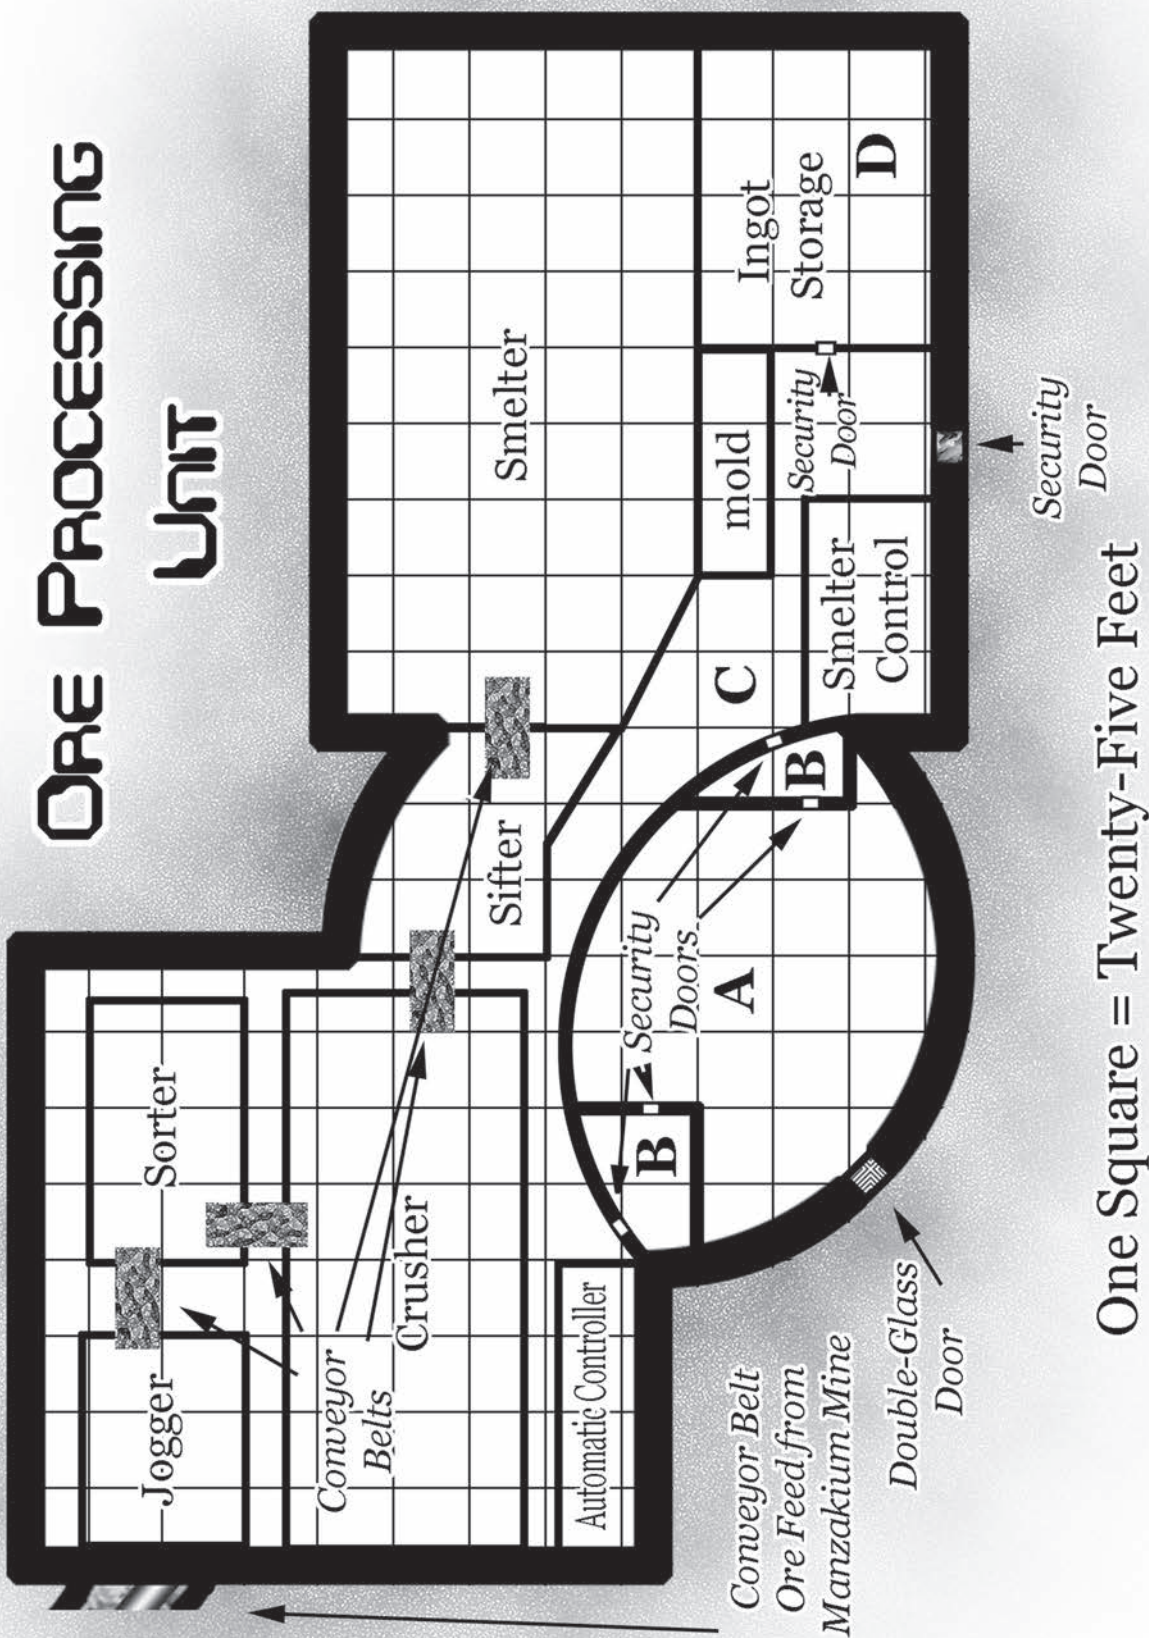 ORE PROCESSING
UNIT
Jogger
Sorter
Conveyor
Belts
Crusher
Automatic Controller
Sifter
Smelter
Security
Doors
A
B
B
C
mold
Security
Door
Smelter
Control
Ingot
Storage
D
Conveyor Belt
Ore Feed from
Manzakium Mine
Double-Glass
Door
Security
Door
One Square = Twenty-Five Feet